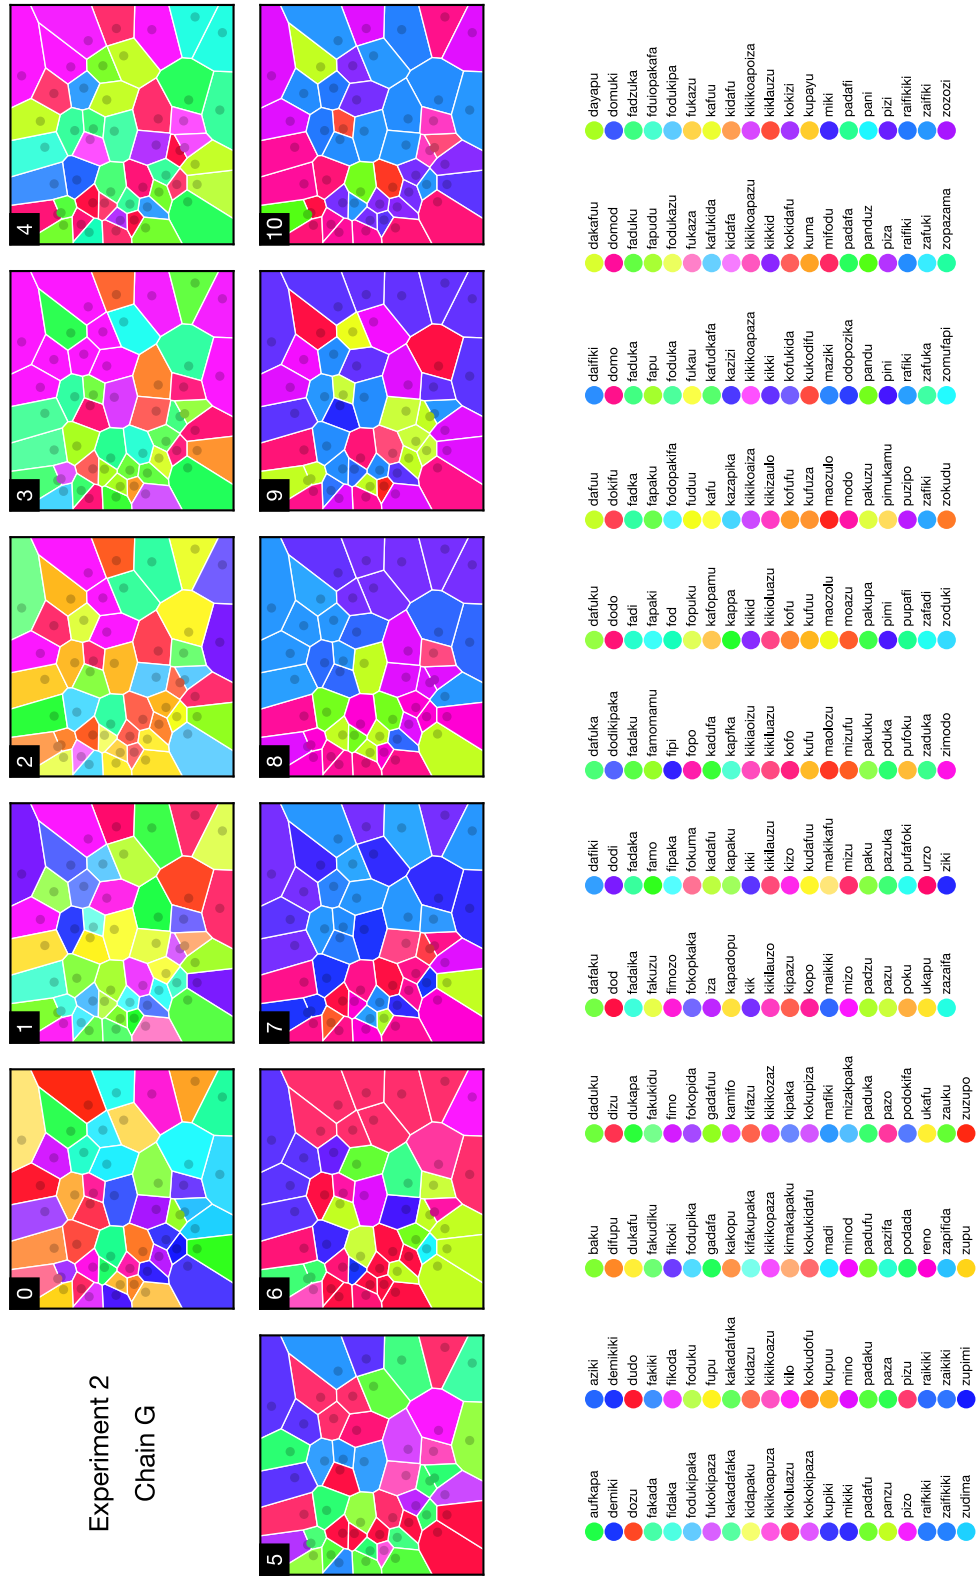 Experiment 2
Chain G
0 1 2 3 4
5 6 7 8 9 10
aufkapa aziki baku daduku dafaku dafiki dafuka dafuku dafuu daifiki dakafuu dayapu
demiki demikiki difupu dizu dod dodi dodikipaka dodo dokifu domo domod domuki
dozu dudo dukafu dukapa fadaika fadaka fadaku fadi fadka faduka faduku fadzuka
fakada fakiki fakudiku fakukidu fakuzu famo famomamu fapaki fapaku fapu fapudu fduiopakafa
fidaka fikoda fikoki fimo fimozo fipaka fipi fod fodopakifa foduka fodukazu fodukipa
fodukipaka foduku fodupika fokopida fokopkaka fokuma fopo fopuku fuduu fukau fukaza fukazu
fukokipaza fupu gadafa gadafuu iza kadafu kadufa kafopamu kafu kafudkafa kafukida kafuu
kakadafaka kakadafuka kakopu kamifo kapadopu kapaku kapfka kappa kazapika kazizi kidafa kidafu
kidapaku kidazu kifakupaka kifazu kik kiki kikiaoizu kikid kikikoaiza kikikoapaza kikikoapazu kikikoapoiza
kikikoapuza kikikoazu kikikopaza kikikiozaz kikilauzo kikilauzu kikiluazu kikioluazu kikizaulo kikiki kikkid kiklauzu
kikoluazu kilo kimakapaku kipaka kipazu kizo kofo kofu kofufu kofukida kokidafu kokizi
kokokipaza kokudofu kokukidafu kokupiza kopo kudafuu kufu kufuu kufuza kukodifu kuma kupayu
kupiki kupuu madi mafiki maikiki makikafu maolozu maozolu maozulo maziki mifodu miki
mikiki mino minod mizakpaka mizo mizu mizufu moazu modo odopozika padafa padafi
padafu padaku padufu paduka padzu paku pakuku pakupa pakuzu pandu panduz pani
panzu paza pazifa pazo pazu pazuka pduka pimi pimukamu pini piza pizi
pizo pizu podada podokifa poku pufafoki pufoku pupafi puzipo rafiki raifiki raifikiki
raifkiki raikiki reno ukafu ukapu urzo zaduka zafadi zafiki zafuka zafuki zaifiki
zaifikiki zaikiki zapifida zauku zazaifa ziki zimodo zoduki zokudu zomufapi zopazama zozozi
zudima zupimi zupu zuzupo